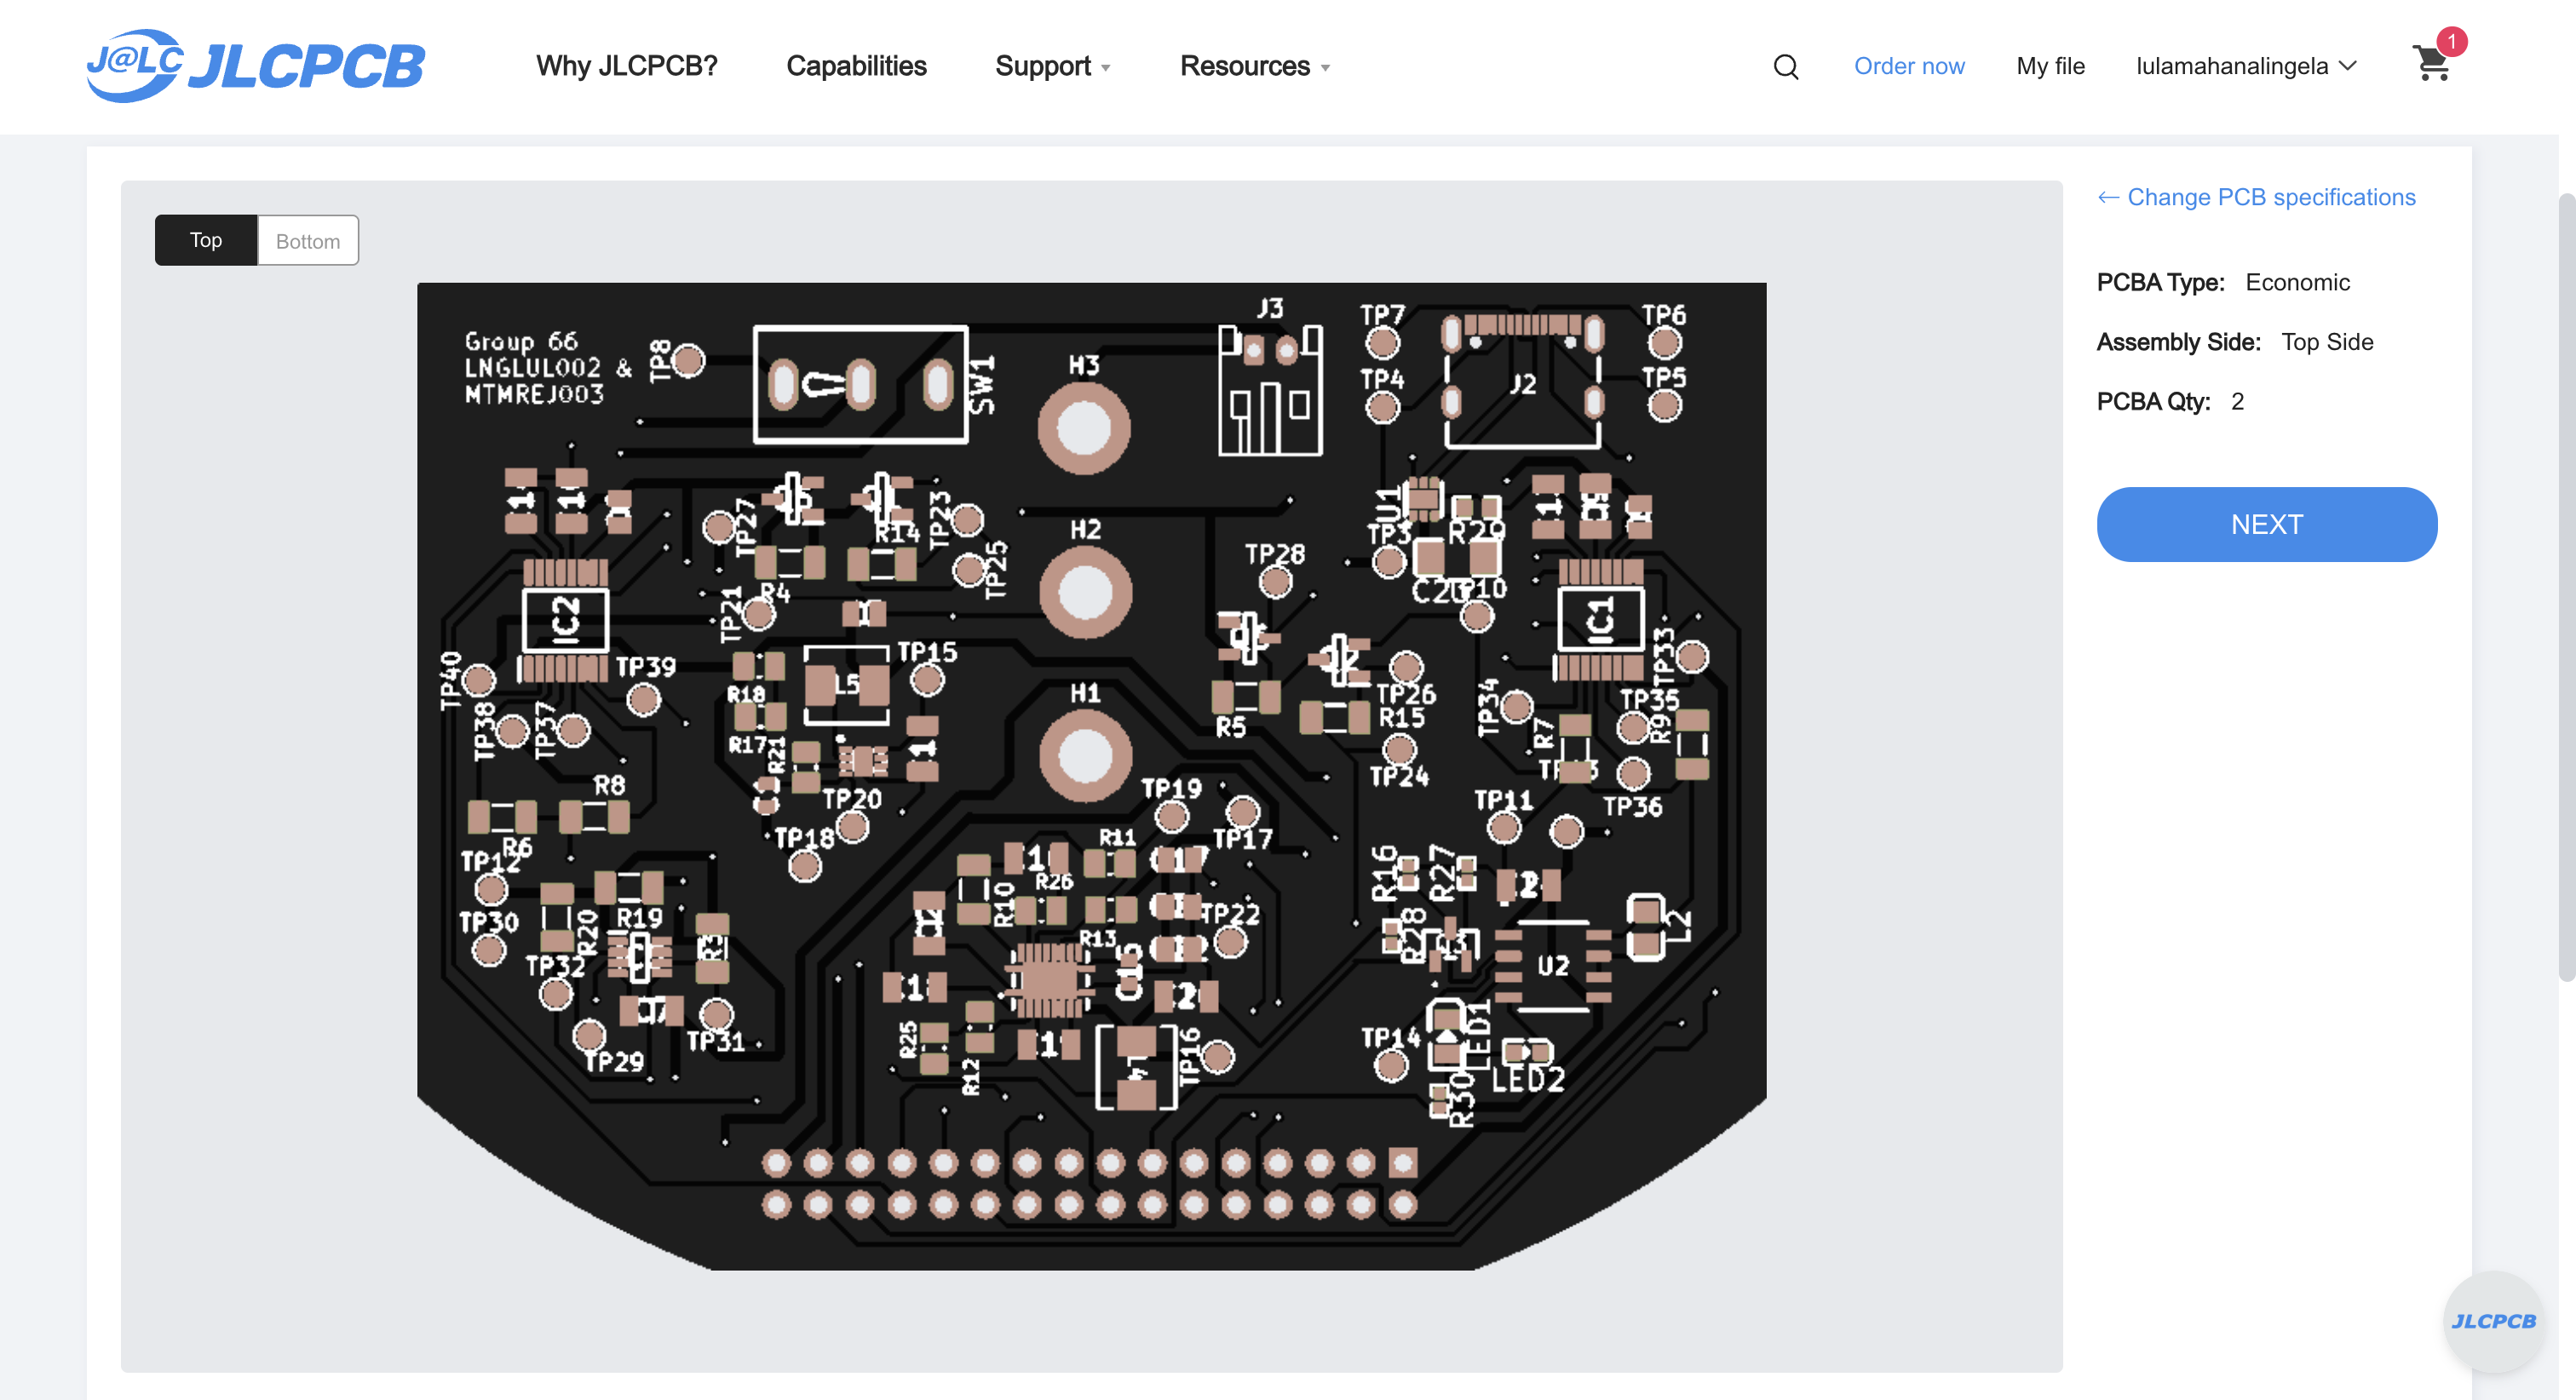 J@LC JLCPCB
Why JLCPCB?
Capabilities
Support
Resources
Order now
My file
lulamahanalingela
1
Top
Bottom
← Change PCB specifications
PCBA Type: Economic
Assembly Side: Top Side
PCBA Qty: 2
NEXT
Group 66
LNGLUL002 &
MTMREJ003
TP8
SW1
J3
H3
TP7
TP4
J2
TP6
TP5
TP27
R14
TP23
TP25
H2
TP28
U1
TP3
R29
TP10
IC2
TP21
R4
IC1
TP33
TP40
TP39
TP38
TP37
R18
L5
TP15
R17
R21
H1
R5
TP26
R15
TP24
TP34
R7
TP35
R9
TP36
R8
R6
TP12
TP20
TP18
TP19
TP17
TP11
R11
R26
R10
R13
TP22
R16
R27
R28
L2
U2
TP30
R20
R19
R3
TP32
TP31
TP29
R25
R12
TP16
TP14
LED1
LED2
R30
JLCPCB